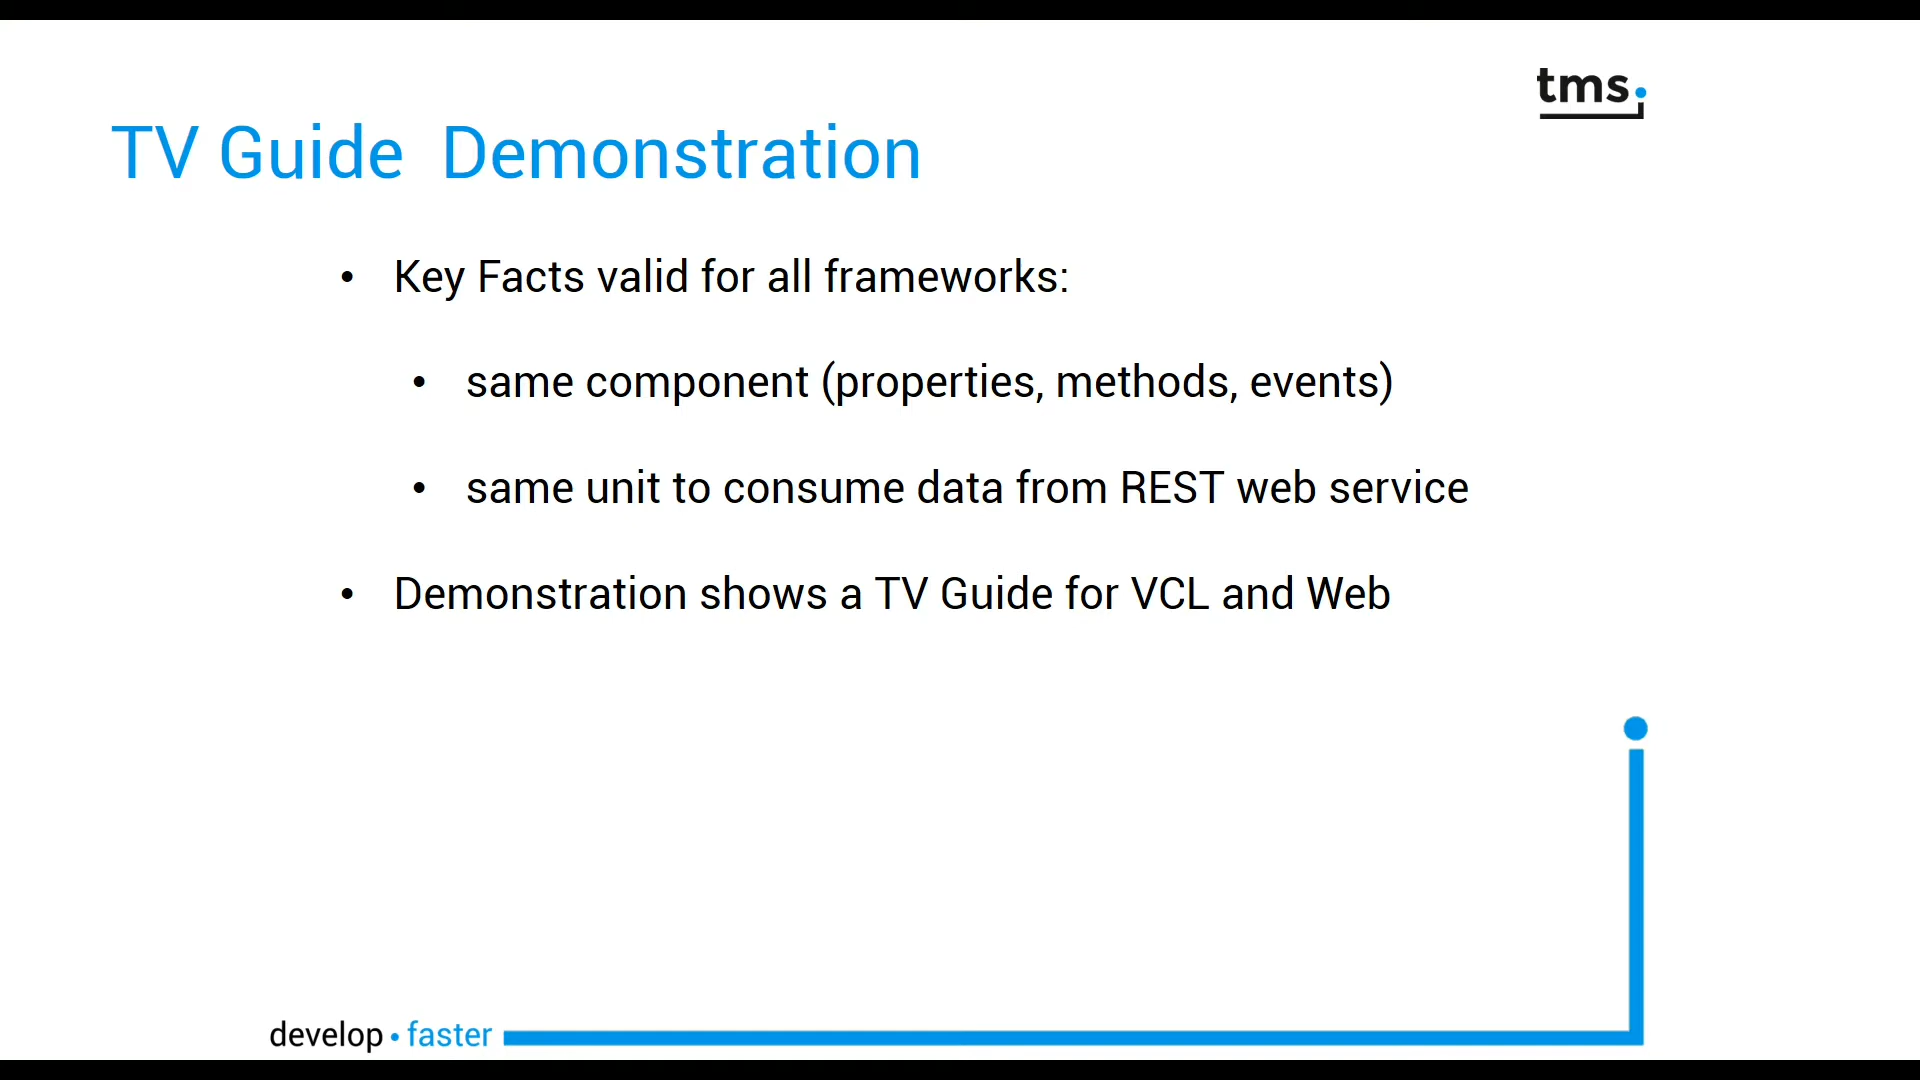 tms
TV Guide  Demonstration
• Key Facts valid for all frameworks:
• same component (properties, methods, events)
• same unit to consume data from REST web service
• Demonstration shows a TV Guide for VCL and Web
develop • faster